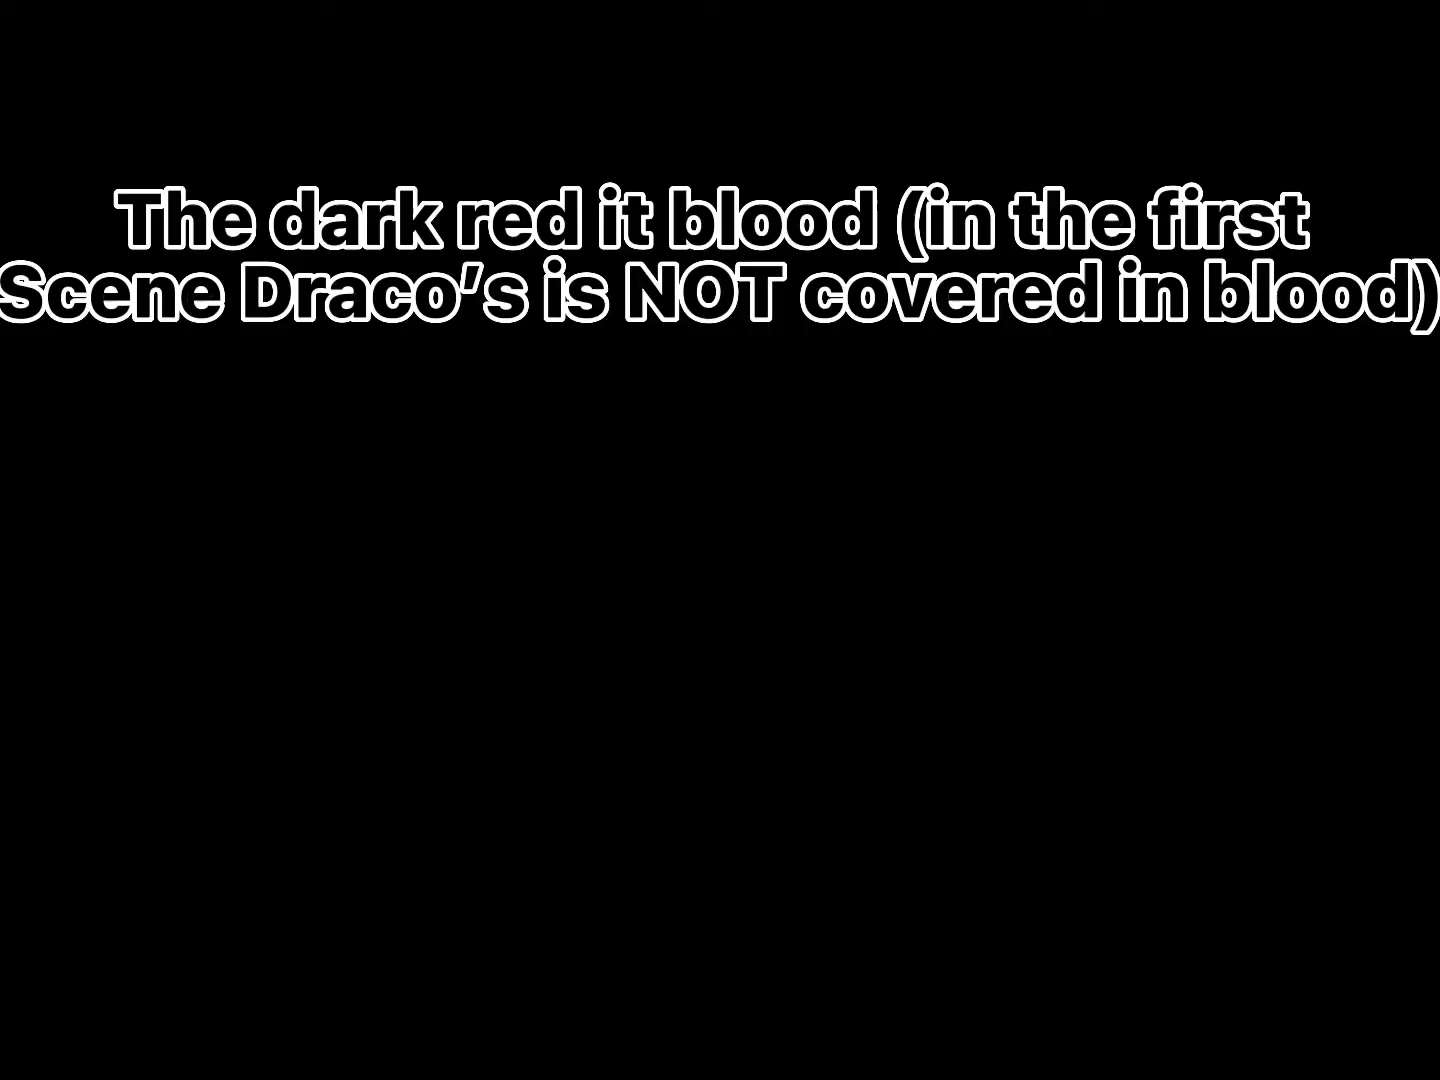 The dark red it blood (in the first
Scene Draco’s is NOT covered in blood)